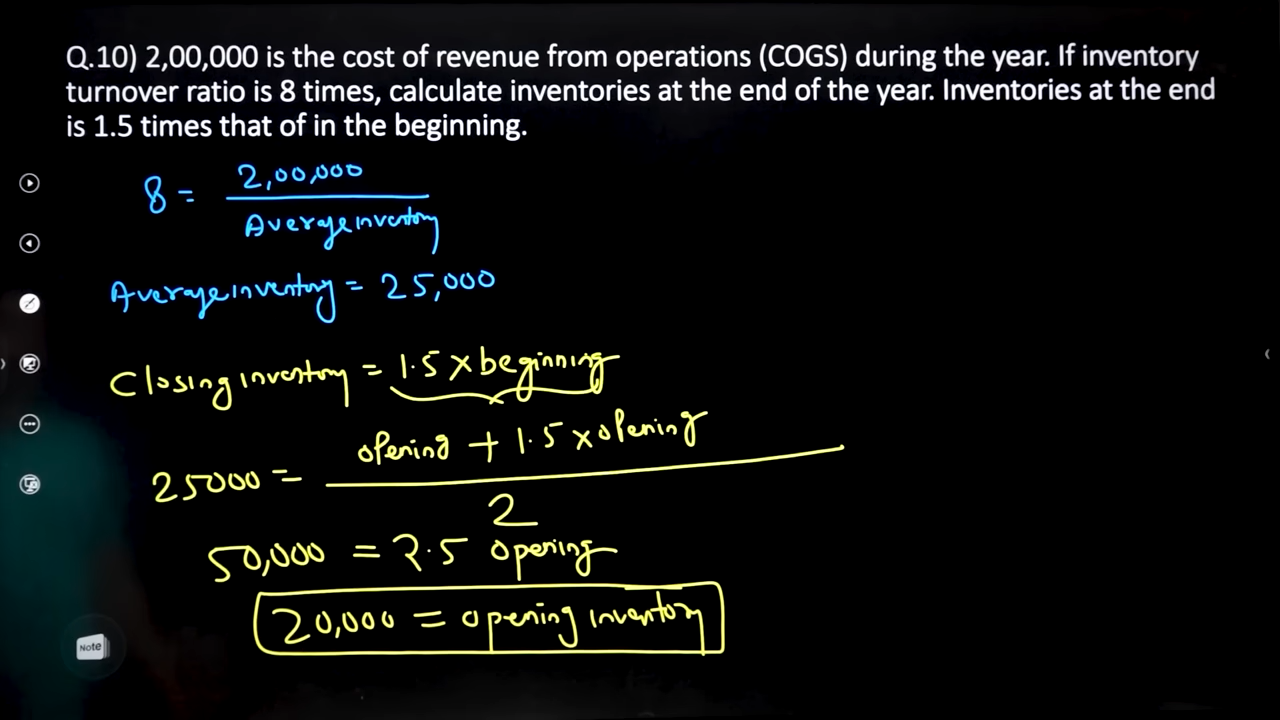 Q.10) 2,00,000 is the cost of revenue from operations (COGS) during the year. If inventory
turnover ratio is 8 times, calculate inventories at the end of the year. Inventories at the end
is 1.5 times that of in the beginning.
8 = 2,00,000
Average inventory
Average inventory = 25,000
Closing inventory = 1.5 × beginning
opening + 1.5 × opening
25000 =
2
50,000 = 2.5 opening
20,000 = opening inventory
Note